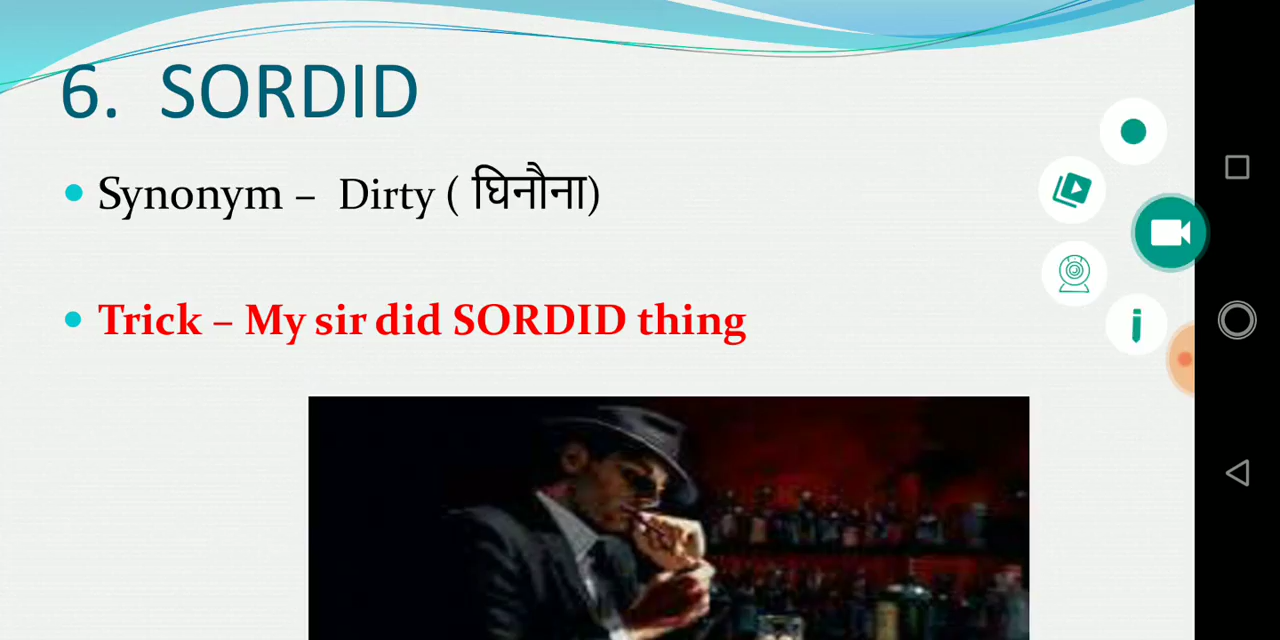 6. SORDID
Synonym – Dirty ( घिनौना)
Trick – My sir did SORDID thing